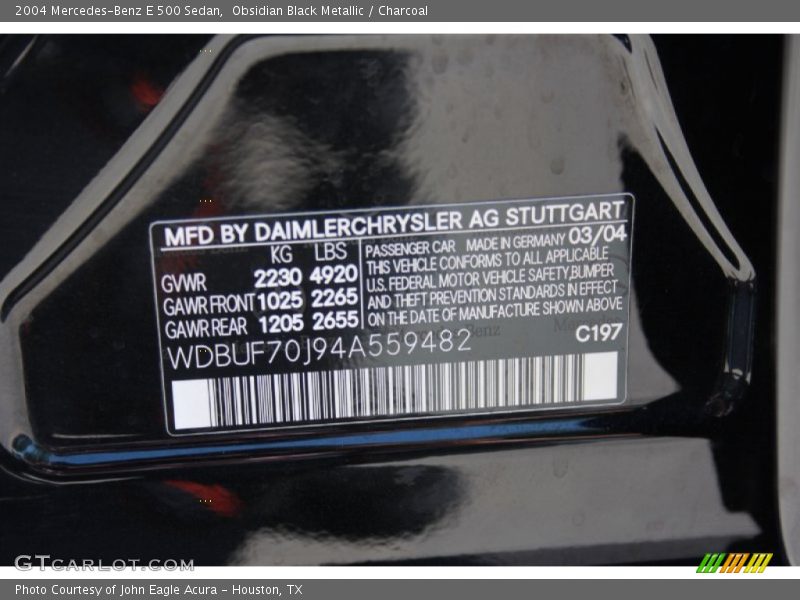 2004 Mercedes-Benz E 500 Sedan,  Obsidian Black Metallic / Charcoal
MFD BY DAIMLERCHRYSLER AG STUTTGART
KG LBS
GVWR 2230 4920
GAWR FRONT 1025 2265
GAWR REAR 1205 2655
PASSENGER CAR MADE IN GERMANY 03/04
THIS VEHICLE CONFORMS TO ALL APPLICABLE
U.S. FEDERAL MOTOR VEHICLE SAFETY, BUMPER
AND THEFT PREVENTION STANDARDS IN EFFECT
ON THE DATE OF MANUFACTURE SHOWN ABOVE
C197
WDBUF70J94A559482
GTcarlot.com
Photo Courtesy of John Eagle Acura - Houston, TX